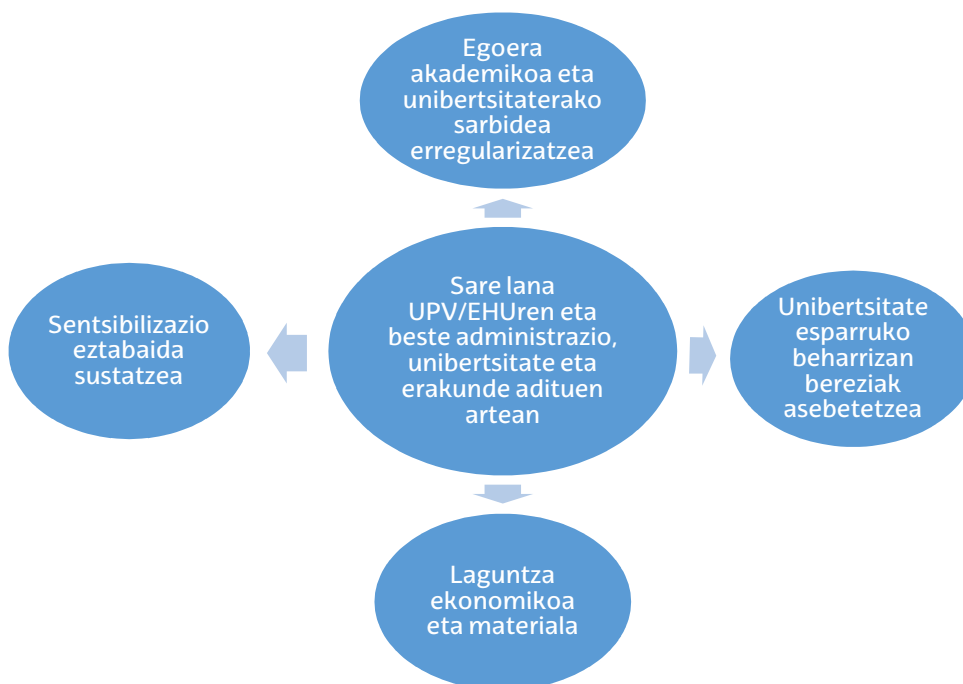 Egoera
akademikoa eta
unibertsitaterako
sarbidea
erregularizatzea
Sentsibilizazio
eztabaida
sustatzea
Sare lana
UPV/EHUren eta
beste administrazio,
unibertsitate eta
erakunde adituen
artean
Unibertsitate
esparruko
beharrizan
bereziak
asebetetzea
Laguntza
ekonomikoa
eta materiala